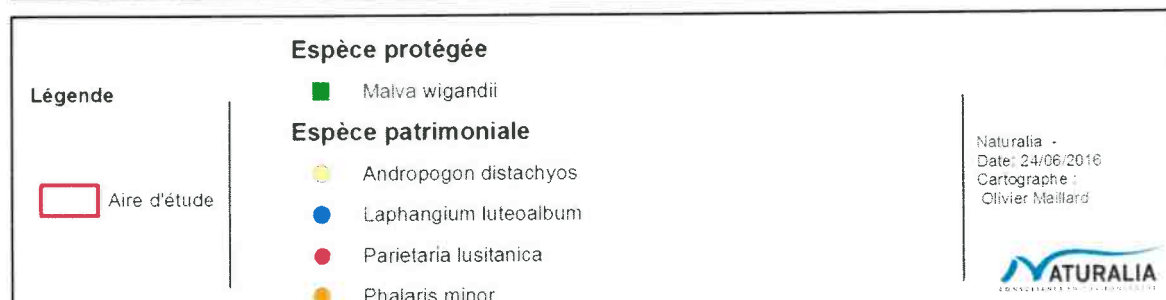 Légende
Aire d'étude
Espèce protégée
Malva wigandii
Espèce patrimoniale
Andropogon distachyos
Laphangium luteoalbum
Parietaria lusitanica
Phalaris minor
Naturalia -
Date: 24/06/2016
Cartographe :
Olivier Maillard
NATURALIA